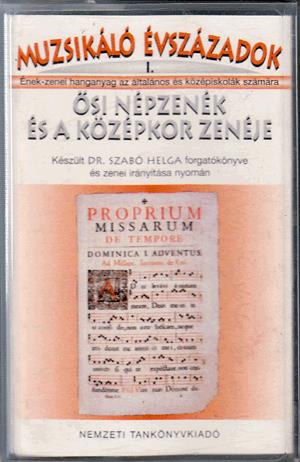 MUZSIKÁLÓ ÉVSZÁZADOK
I.
Ének-zenei hanganyag az általános és középiskolák számára
ŐSI NÉPZENÉK
ÉS A KÖZÉPKOR ZENÉJE
Készült DR. SZABÓ HELGA forgatókönyve
és zenei irányítása nyomán
PROPRIUM
MISSARUM
DE TEMPORE
DOMINICA I. ADVENTUS.
NEMZETI TANKÖNYVKIADÓ